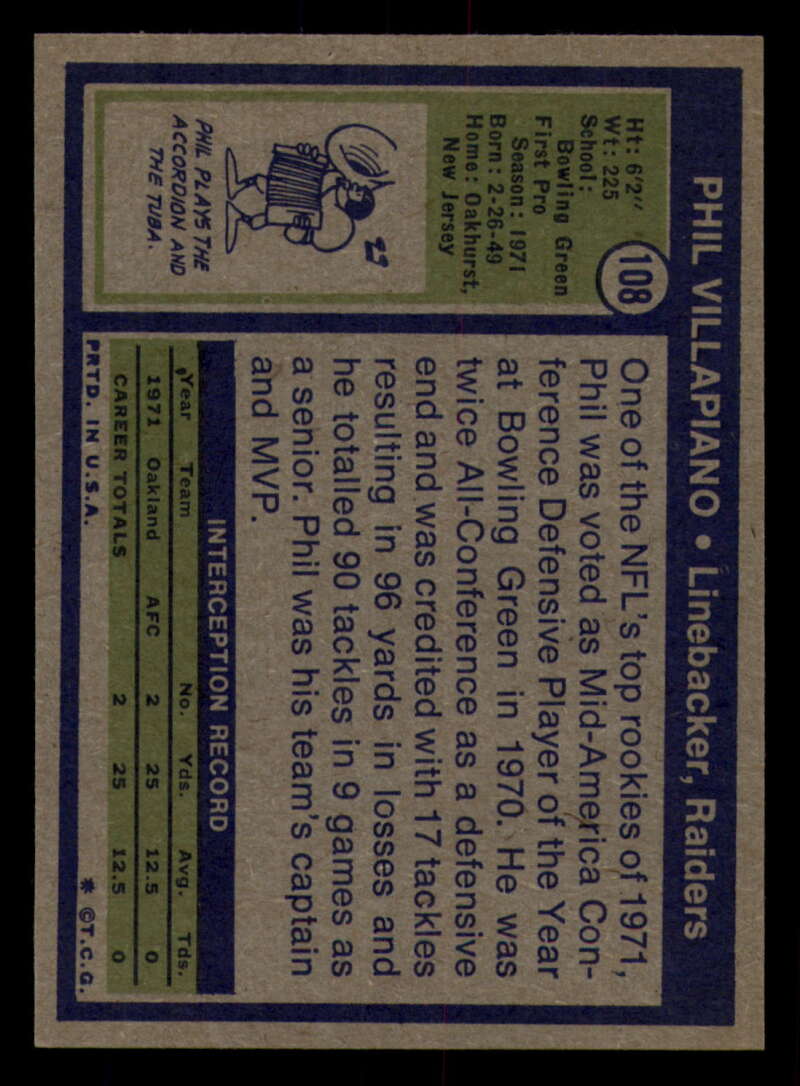 PHIL VILLAPIANO • Linebacker, Raiders
108
Ht: 6'2"
Wt: 225
School:
Bowling Green
First Pro
Season: 1971
Born: 2-26-49
Home: Oakhurst,
New Jersey
PHIL PLAYS THE
ACCORDION AND
THE TUBA.
One of the NFL's top rookies of 1971,
Phil was voted as Mid-America Con-
ference Defensive Player of the Year
at Bowling Green in 1970. He was
twice All-Conference as a defensive
end and was credited with 17 tackles
resulting in 96 yards in losses and
he totalled 90 tackles in 9 games as
a senior. Phil was his team's captain
and MVP.
INTERCEPTION RECORD
Year Team No. Yds. Avg. Tds.
1971 Oakland AFC 2 25 12.5 0
CAREER TOTALS 2 25 12.5 0
PRTD. IN U.S.A. * ©T.C.G.